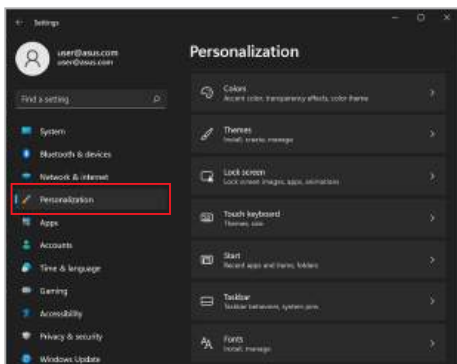 Settings
user@asus.com
user@asus.com
Find a setting
System
Bluetooth & devices
Network & internet
Personalization
Apps
Accounts
Time & language
Gaming
Accessibility
Privacy & security
Windows Update
Personalization
Colors
Accent color, transparency effects, color theme
Themes
Install, create, manage
Lock screen
Lock screen images, apps, animations
Touch keyboard
Themes, size
Start
Recent apps and items, folders
Taskbar
Taskbar behaviors, system pins
Fonts
Install, manage